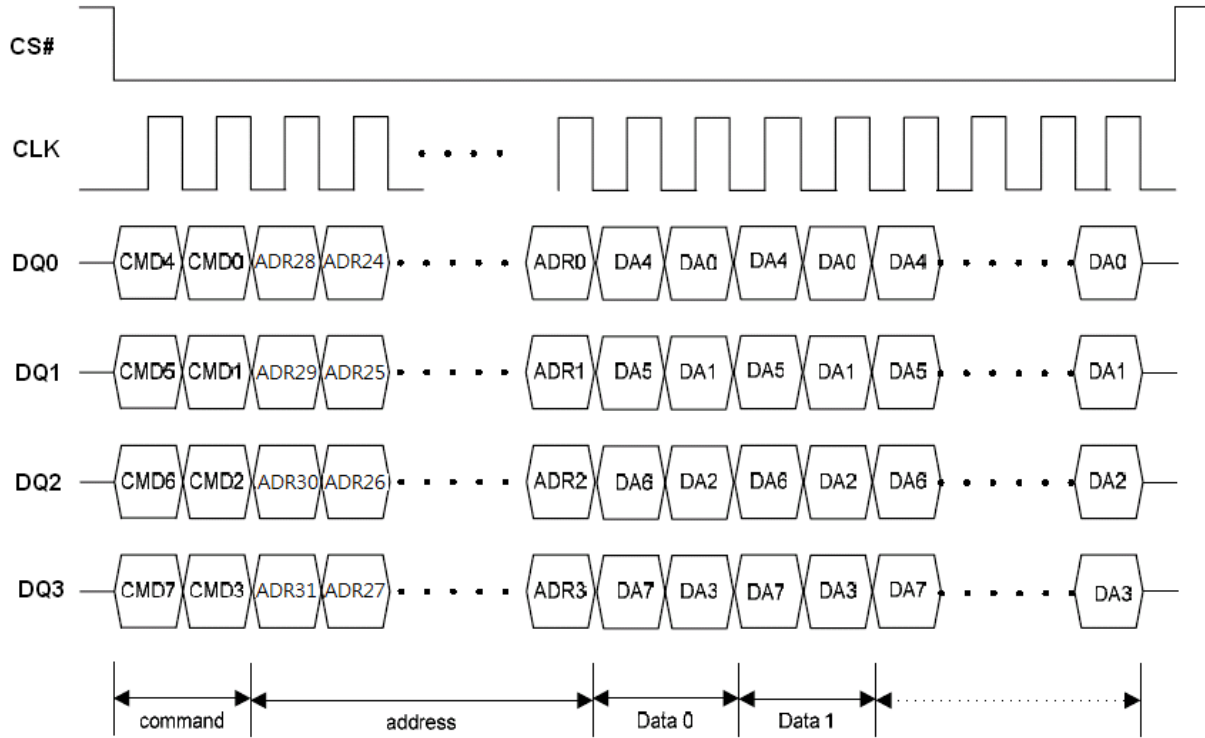 CS#
CLK
DQ0 CMD4 CMD0 ADR28 ADR24 ADR0 DA4 DA0 DA4 DA0 DA4 DA0
DQ1 CMD5 CMD1 ADR29 ADR25 ADR1 DA5 DA1 DA5 DA1 DA5 DA1
DQ2 CMD6 CMD2 ADR30 ADR26 ADR2 DA6 DA2 DA6 DA2 DA6 DA2
DQ3 CMD7 CMD3 ADR31 ADR27 ADR3 DA7 DA3 DA7 DA3 DA7 DA3
command address Data 0 Data 1